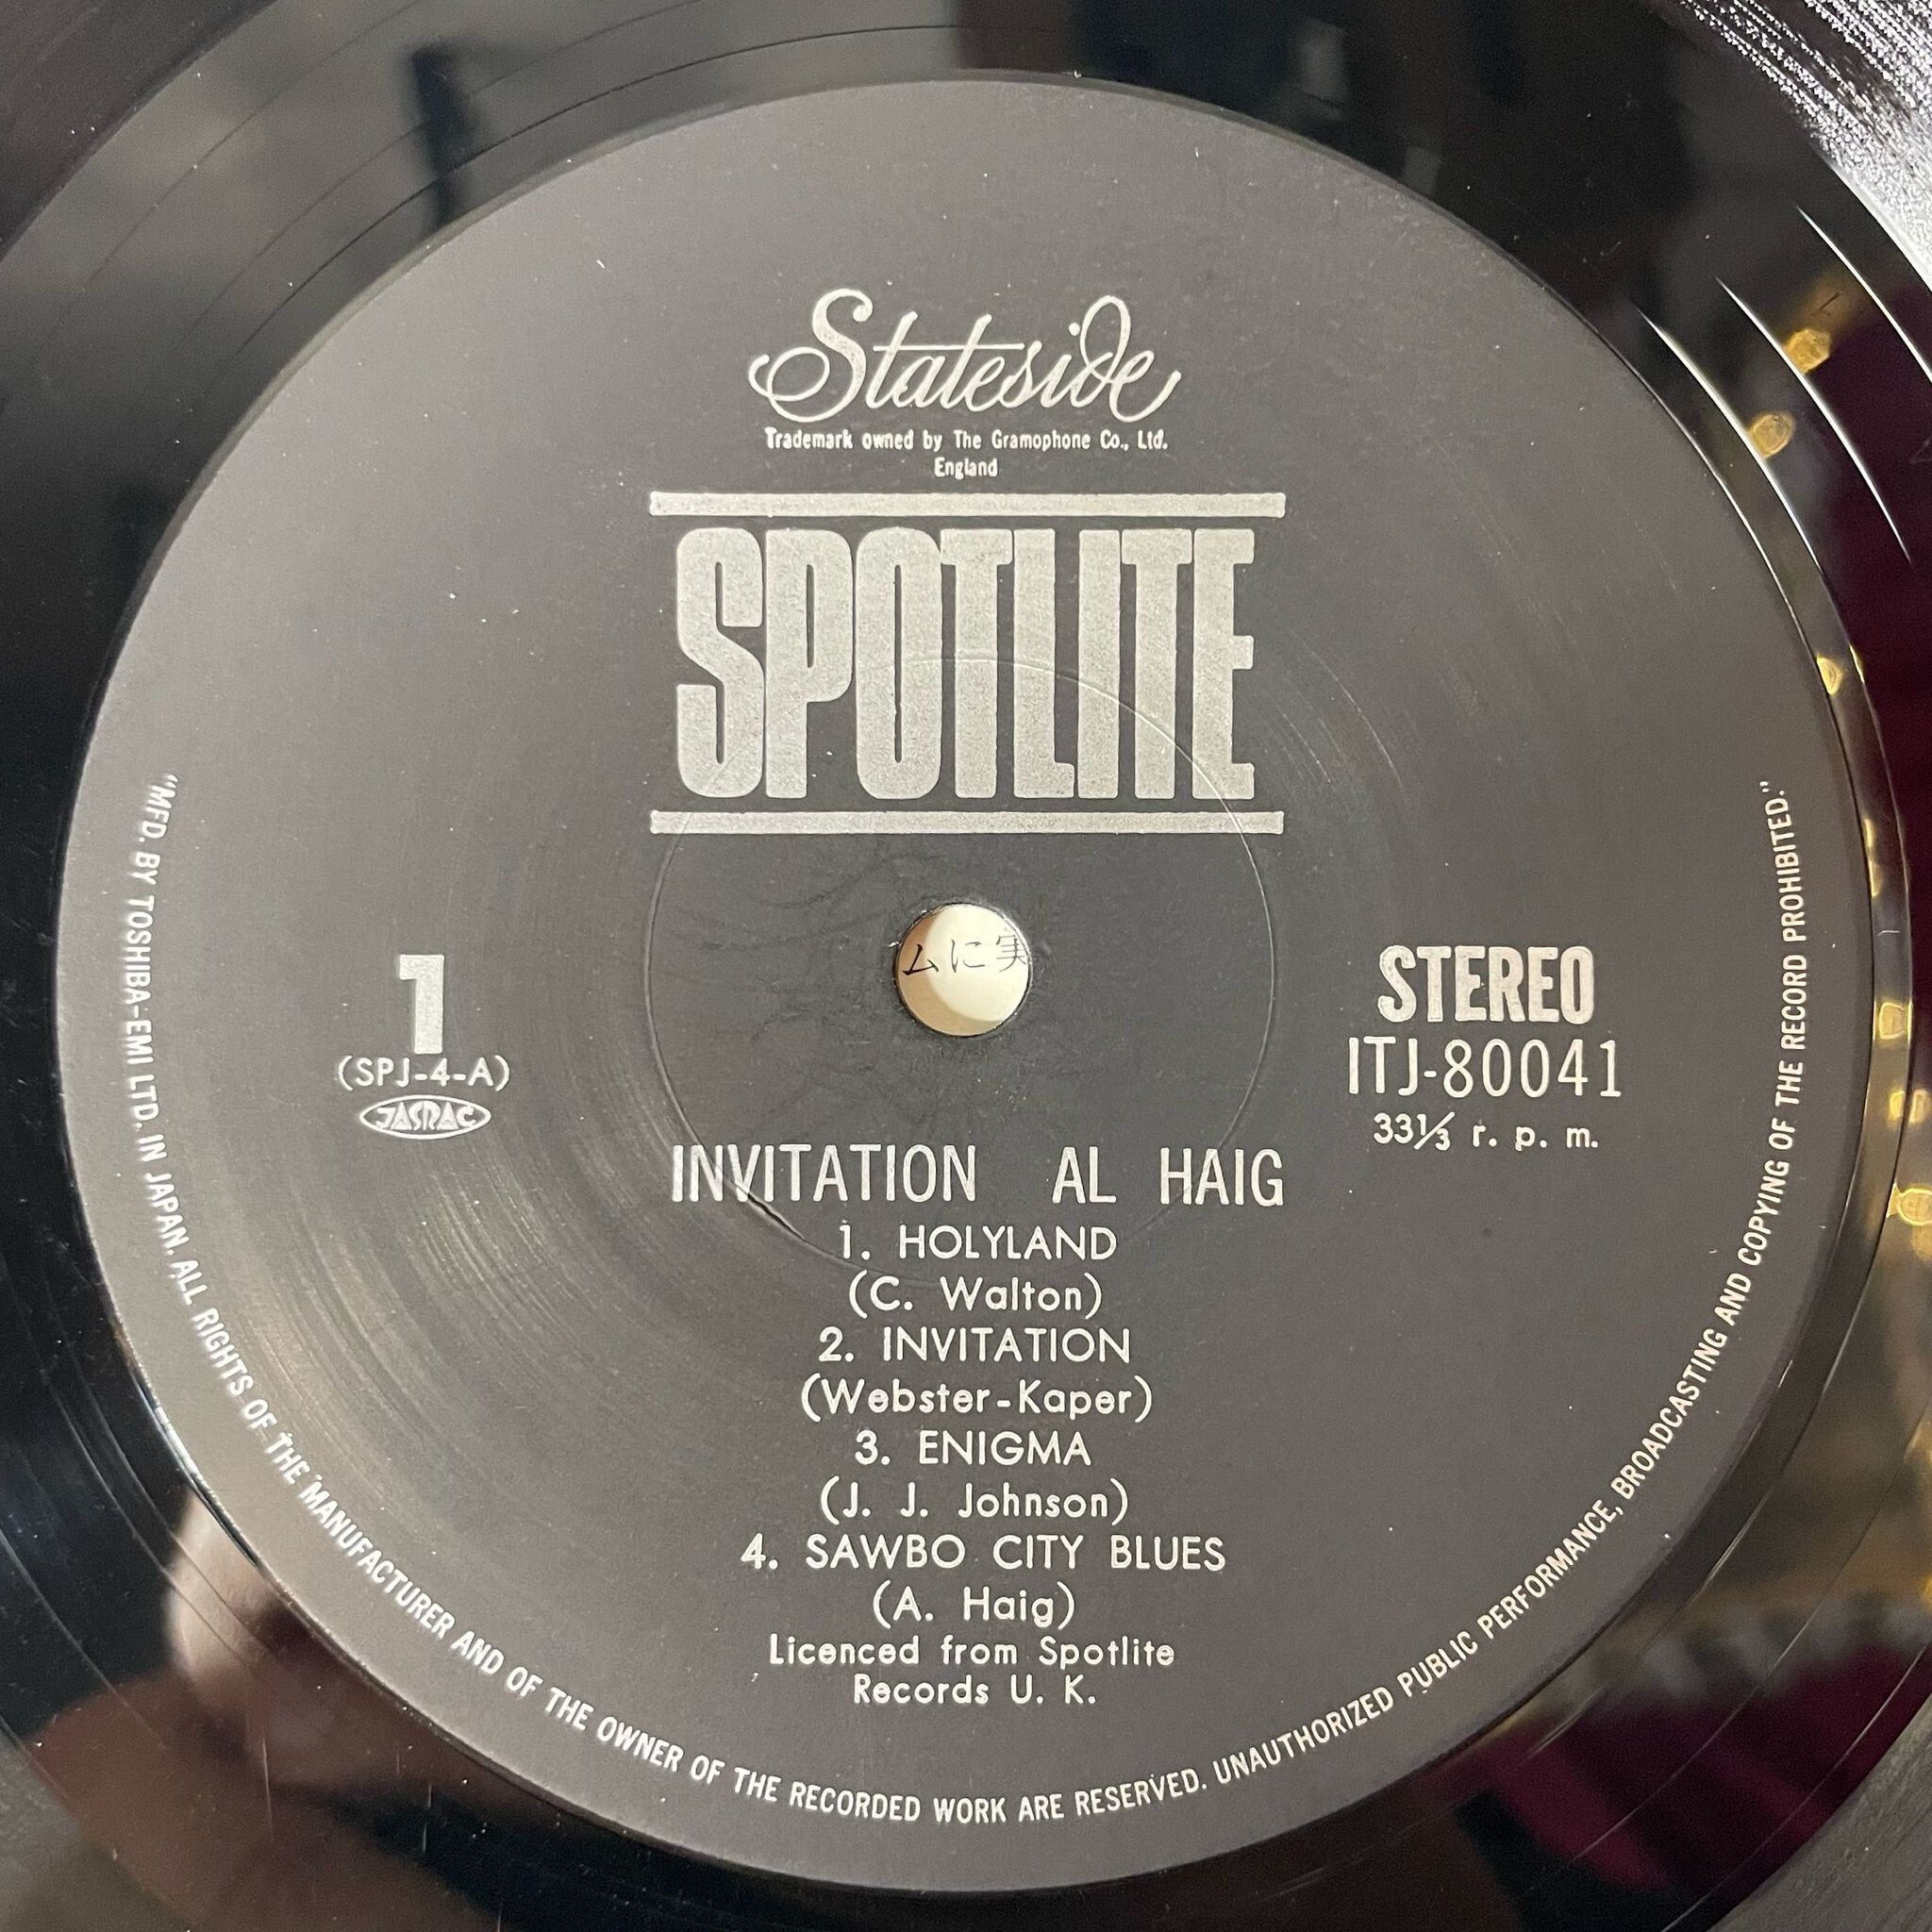 Stateside
Trademark owned by The Gramophone Co., Ltd.
England
SPOTLITE
ムに実
1
(SPJ-4-A)
JASRAC
STEREO
ITJ-80041
33⅓ r. p. m.
INVITATION AL HAIG
1. HOLYLAND
(C. Walton)
2. INVITATION
(Webster-Kaper)
3. ENIGMA
(J. J. Johnson)
4. SAWBO CITY BLUES
(A. Haig)
Licenced from Spotlite
Records U. K.
"MFD. BY TOSHIBA-EMI LTD. IN JAPAN. ALL RIGHTS OF THE MANUFACTURER AND OF THE OWNER OF THE RECORDED WORK ARE RESERVED. UNAUTHORIZED PUBLIC PERFORMANCE, BROADCASTING AND COPYING OF THE RECORD PROHIBITED."